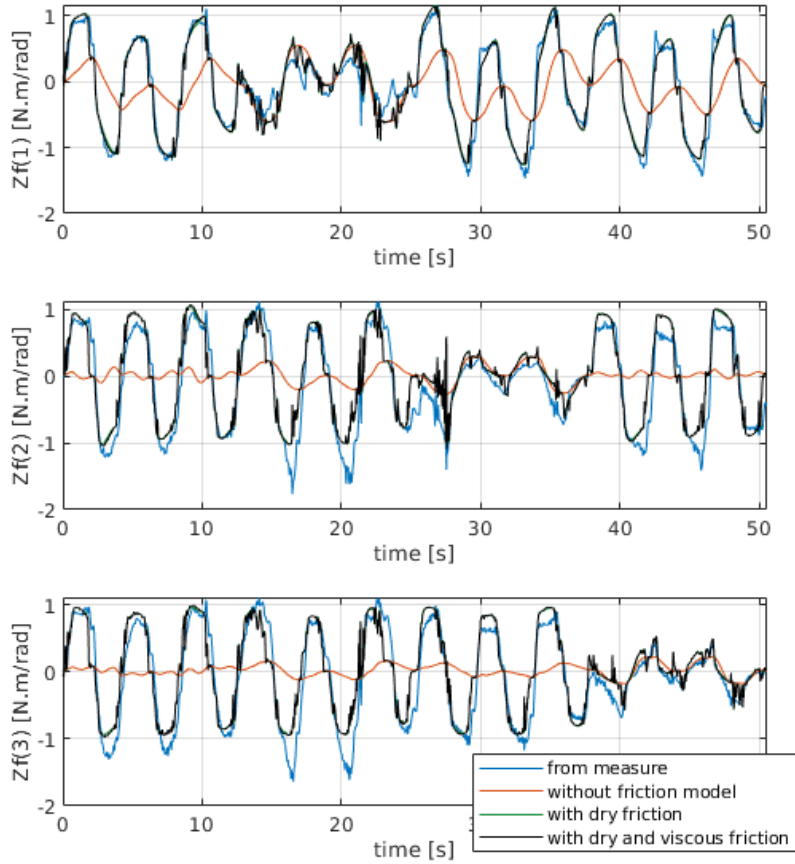 1
0
-1
-2
Zf(1) [N.m/rad]
0 10 20 30 40 50
time [s]
1
0
-1
-2
Zf(2) [N.m/rad]
0 10 20 30 40 50
time [s]
1
0
-1
-2
Zf(3) [N.m/rad]
0 10 20
time [s]
from measure
without friction model
with dry friction
with dry and viscous friction